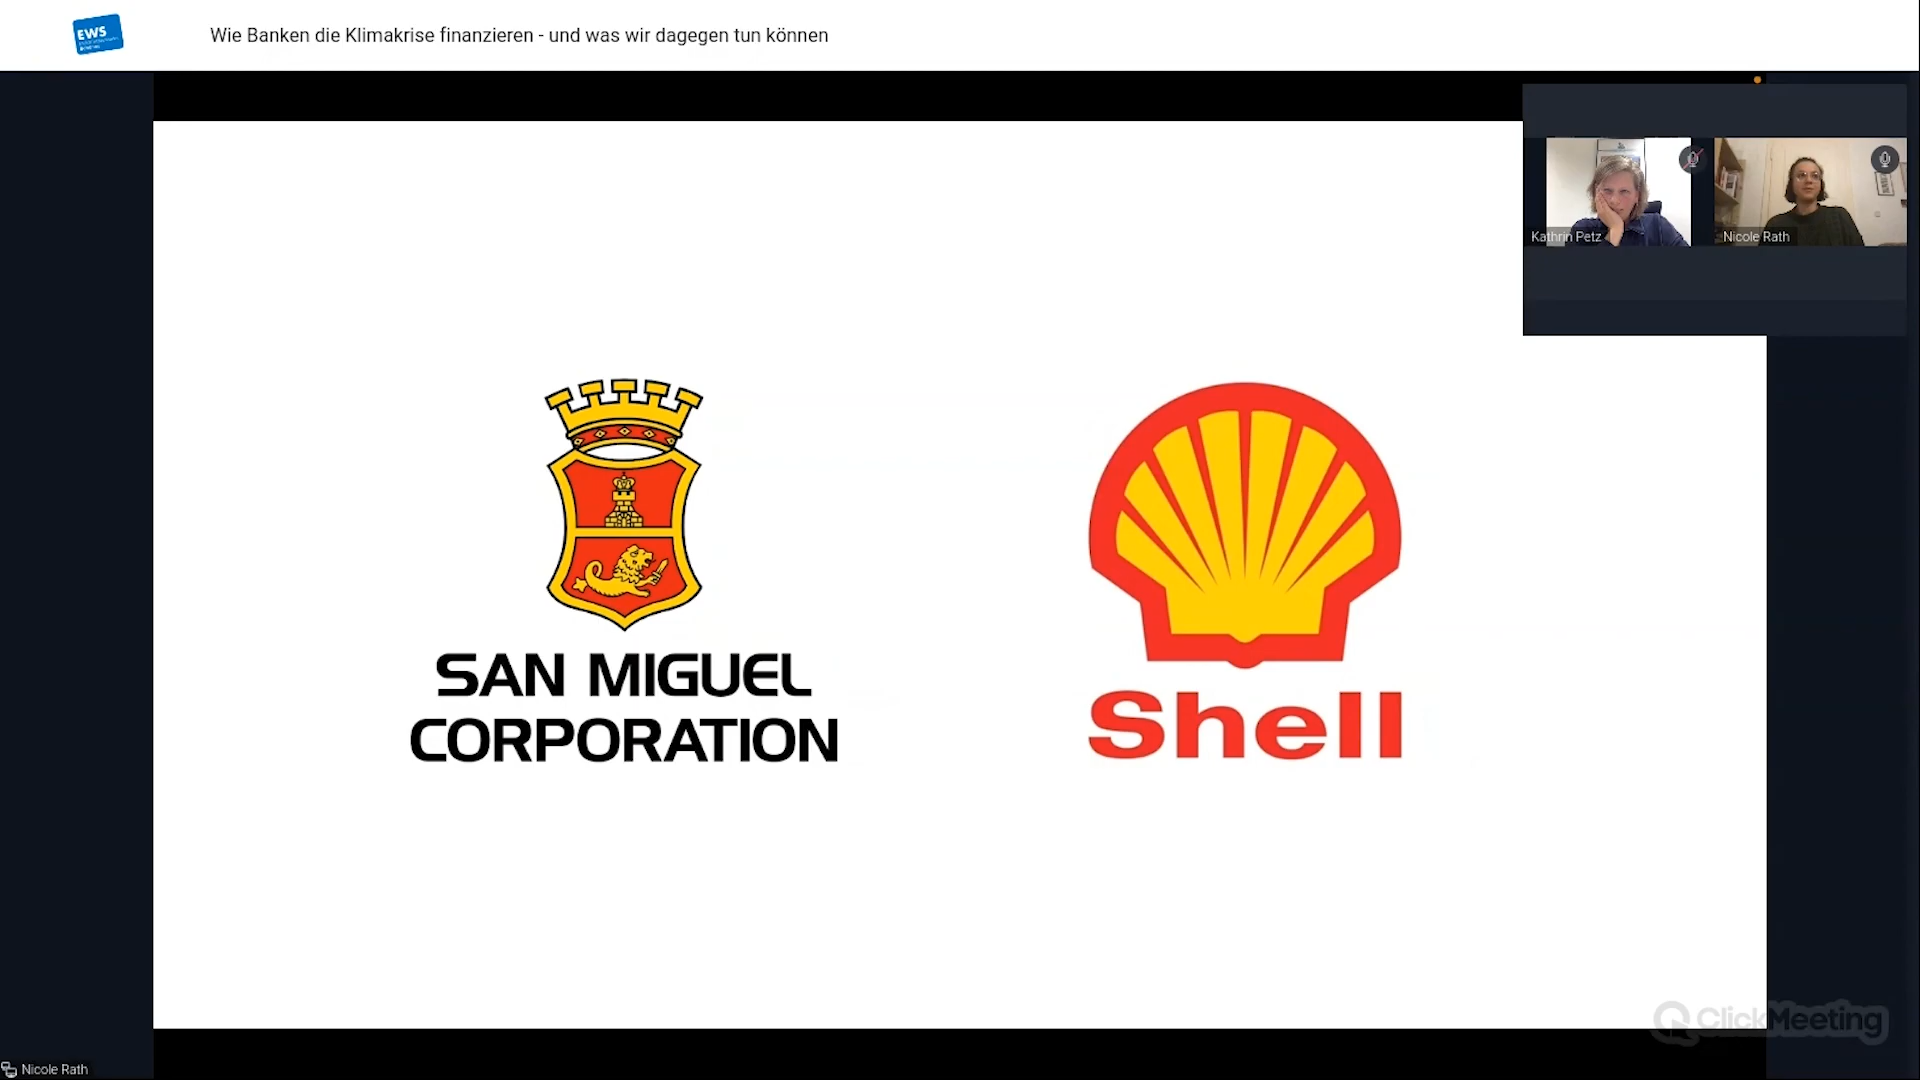 EWS
Wie Banken die Klimakrise finanzieren - und was wir dagegen tun können
Kathrin Petz
Nicole Rath
SAN MIGUEL
CORPORATION
Shell
ClickMeeting
Nicole Rath